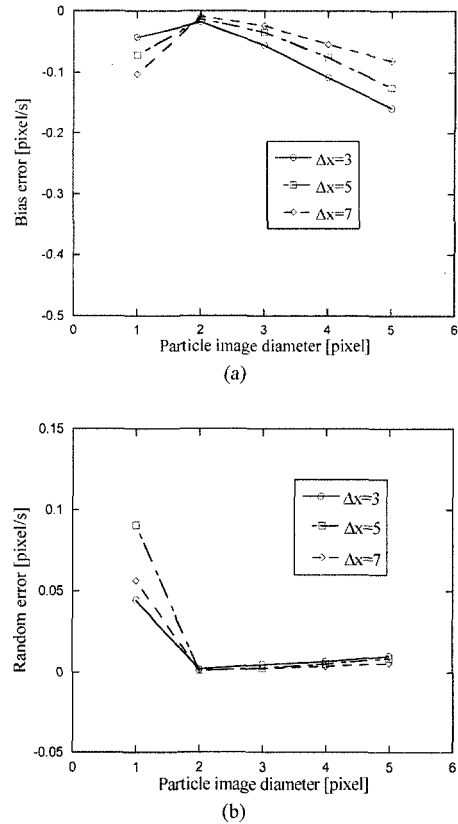 0
-0.1
-0.2
-0.3
-0.4
-0.5
Bias error [pixel/s]
Δx=3
Δx=5
Δx=7
0 1 2 3 4 5 6
Particle image diameter [pixel]
(a)
0.15
0.1
0.05
0
-0.05
Random error [pixel/s]
Δx=3
Δx=5
Δx=7
0 1 2 3 4 5 6
Particle image diameter [pixel]
(b)